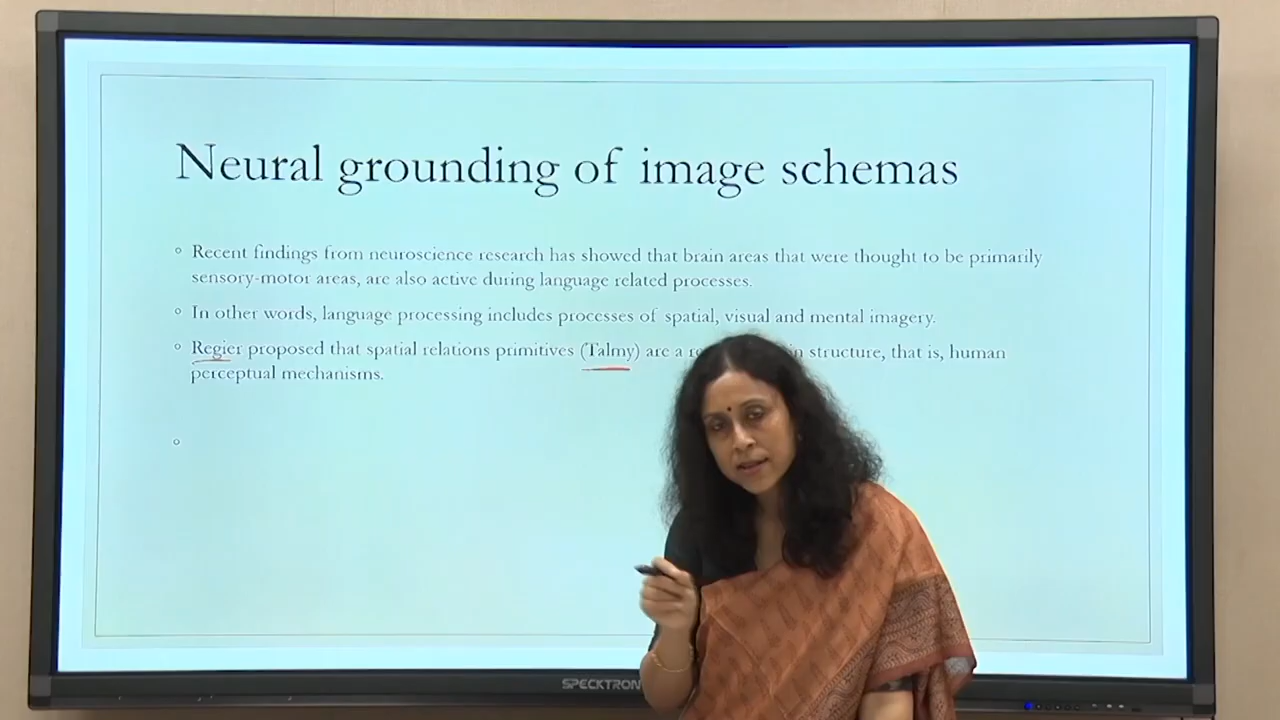 Neural grounding of image schemas
Recent findings from neuroscience research has showed that brain areas that were thought to be primarily
sensory-motor areas, are also active during language related processes.
In other words, language processing includes processes of spatial, visual and mental imagery.
Regier proposed that spatial relations primitives (Talmy) are a structure, that is, human
perceptual mechanisms.
SPECKTRON